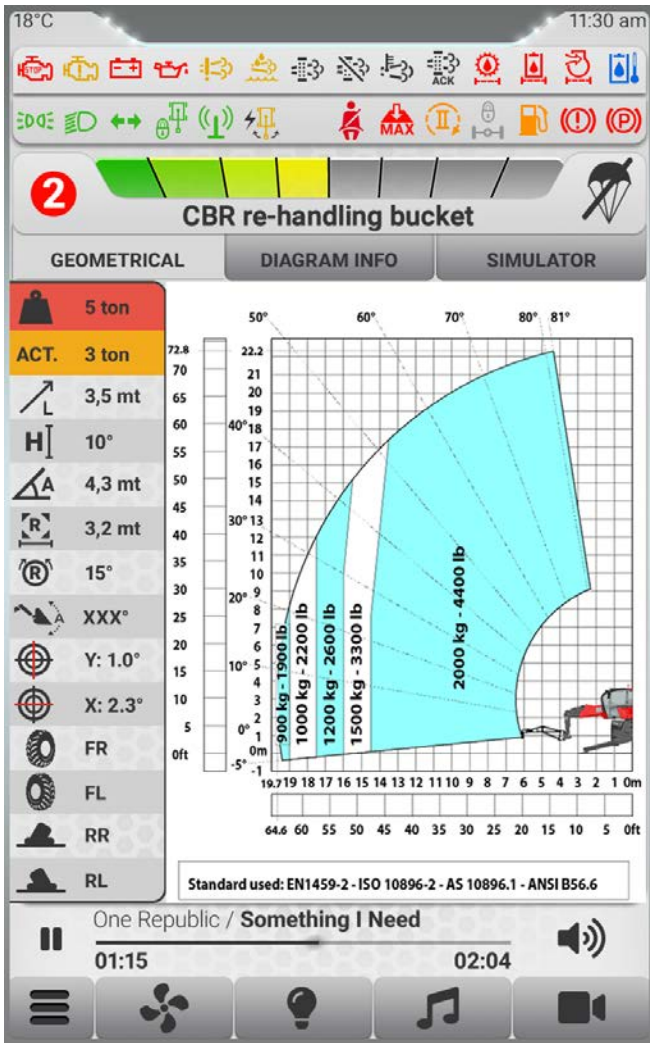 18°C 11:30 am
STOP
ACK
MAX II P
2
CBR re-handling bucket
GEOMETRICAL DIAGRAM INFO SIMULATOR
5 ton
ACT. 3 ton
L 3,5 mt
H 10°
A 4,3 mt
R 3,2 mt
R 15°
A XXX°
Y: 1.0°
X: 2.3°
FR
FL
RR
RL
50° 60° 70° 80° 81°
72.8 22.2
70 21
20
65 19
60 40° 18
17
55 16
15
50 14
45 30° 13
12
40 11
35 10
20° 9
30 8
7
25 6
20 10° 5
4
15 3
10 2
5 0° 1
0ft 0m
-5° -1
900 kg - 1900 lb
1000 kg - 2200 lb
1200 kg - 2600 lb
1500 kg - 3300 lb
2000 kg - 4400 lb
19.7 19 18 17 16 15 14 13 12 11 10 9 8 7 6 5 4 3 2 1 0m
64.6 60 55 50 45 40 35 30 25 20 15 10 5 0ft
Standard used: EN1459-2 - ISO 10896-2 - AS 10896.1 - ANSI B56.6
One Republic / Something I Need
01:15 02:04